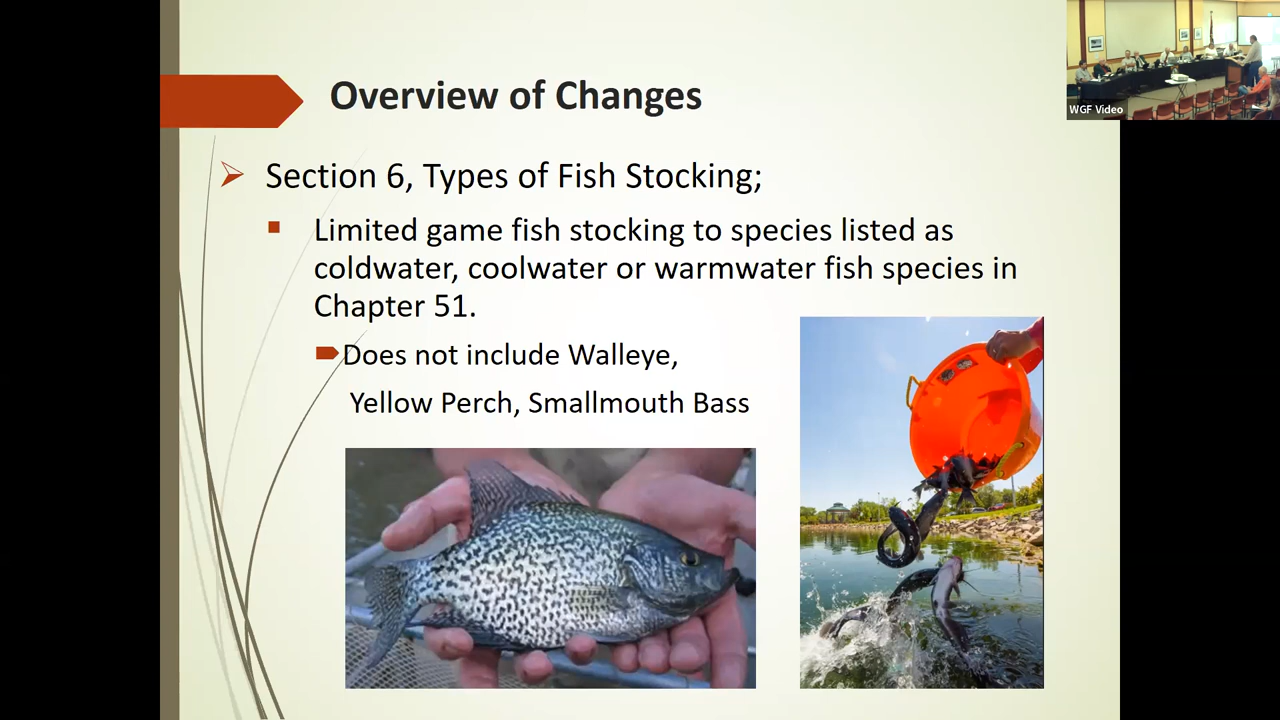 Overview of Changes
Section 6, Types of Fish Stocking;
Limited game fish stocking to species listed as
coldwater, coolwater or warmwater fish species in
Chapter 51.
Does not include Walleye,
Yellow Perch, Smallmouth Bass
WGF Video